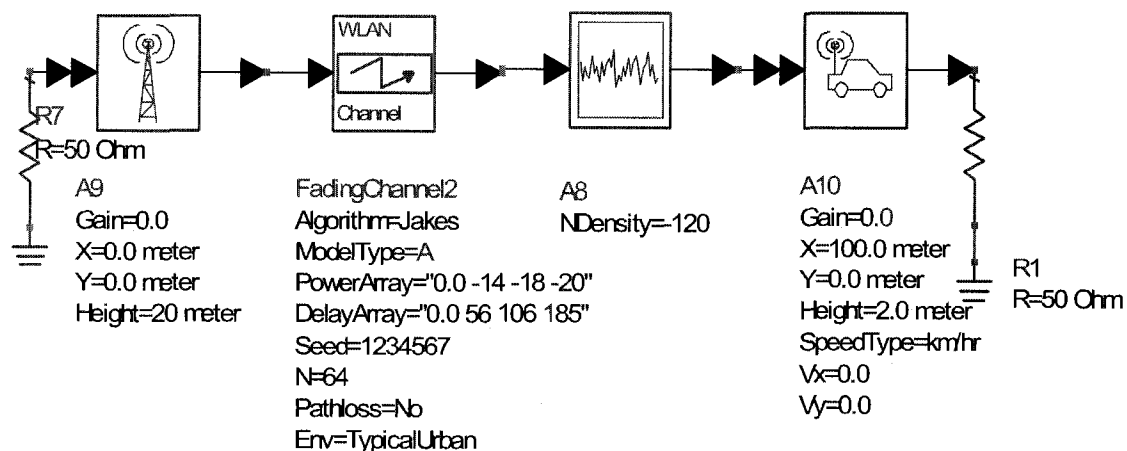 WLAN
Channel
R7
R=50 Ohm
A9
Gain=0.0
X=0.0 meter
Y=0.0 meter
Height=20 meter
FadingChannel2
Algorithm=Jakes
ModelType=A
PowerArray="0.0 -14 -18 -20"
DelayArray="0.0 56 106 185"
Seed=1234567
N=64
Pathloss=No
Env=TypicalUrban
A8
NDensity=-120
A10
Gain=0.0
X=100.0 meter
Y=0.0 meter
Height=2.0 meter
SpeedType=km/hr
Vx=0.0
Vy=0.0
R1
R=50 Ohm